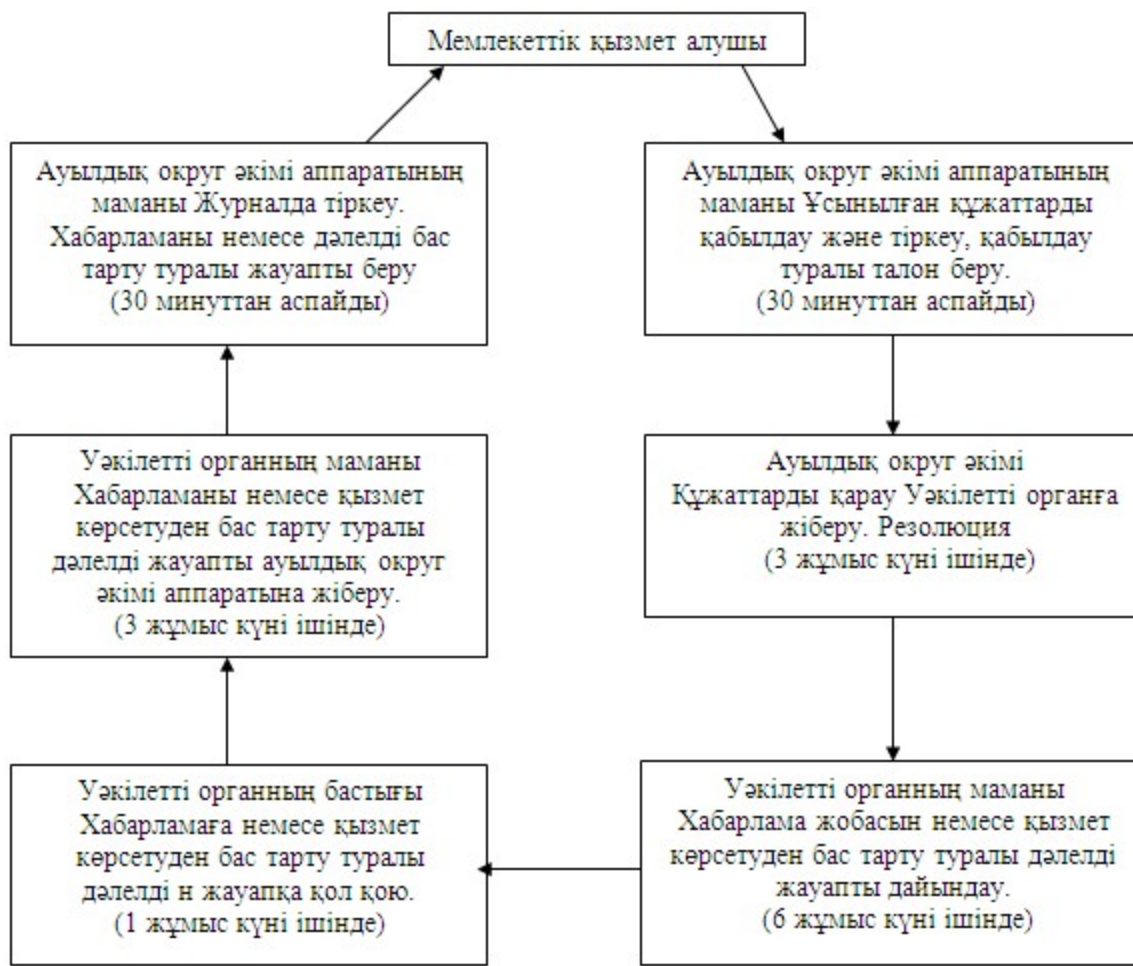 Мемлекеттік қызмет алушы
Ауылдық округ әкімі аппаратының
маманы Журналда тіркеу.
Хабарламаны немесе дәлелді бас
тарту туралы жауапты беру
(30 минуттан аспайды)
Ауылдық округ әкімі аппаратының
маманы Ұсынылған құжаттарды
қабылдау және тіркеу, қабылдау
туралы талон беру.
(30 минуттан аспайды)
Уәкілетті органның маманы
Хабарламаны немесе қызмет
көрсетуден бас тарту туралы
дәлелді жауапты ауылдық округ
әкімі аппаратына жіберу.
(3 жұмыс күні ішінде)
Ауылдық округ әкімі
Құжаттарды қарау Уәкілетті органға
жіберу. Резолюция
(3 жұмыс күні ішінде)
Уәкілетті органның бастығы
Хабарламаға немесе қызмет
көрсетуден бас тарту туралы
дәлелді н жауапқа қол қою.
(1 жұмыс күні ішінде)
Уәкілетті органның маманы
Хабарлама жобасын немесе қызмет
көрсетуден бас тарту туралы дәлелді
жауапты дайындау.
(6 жұмыс күні ішінде)